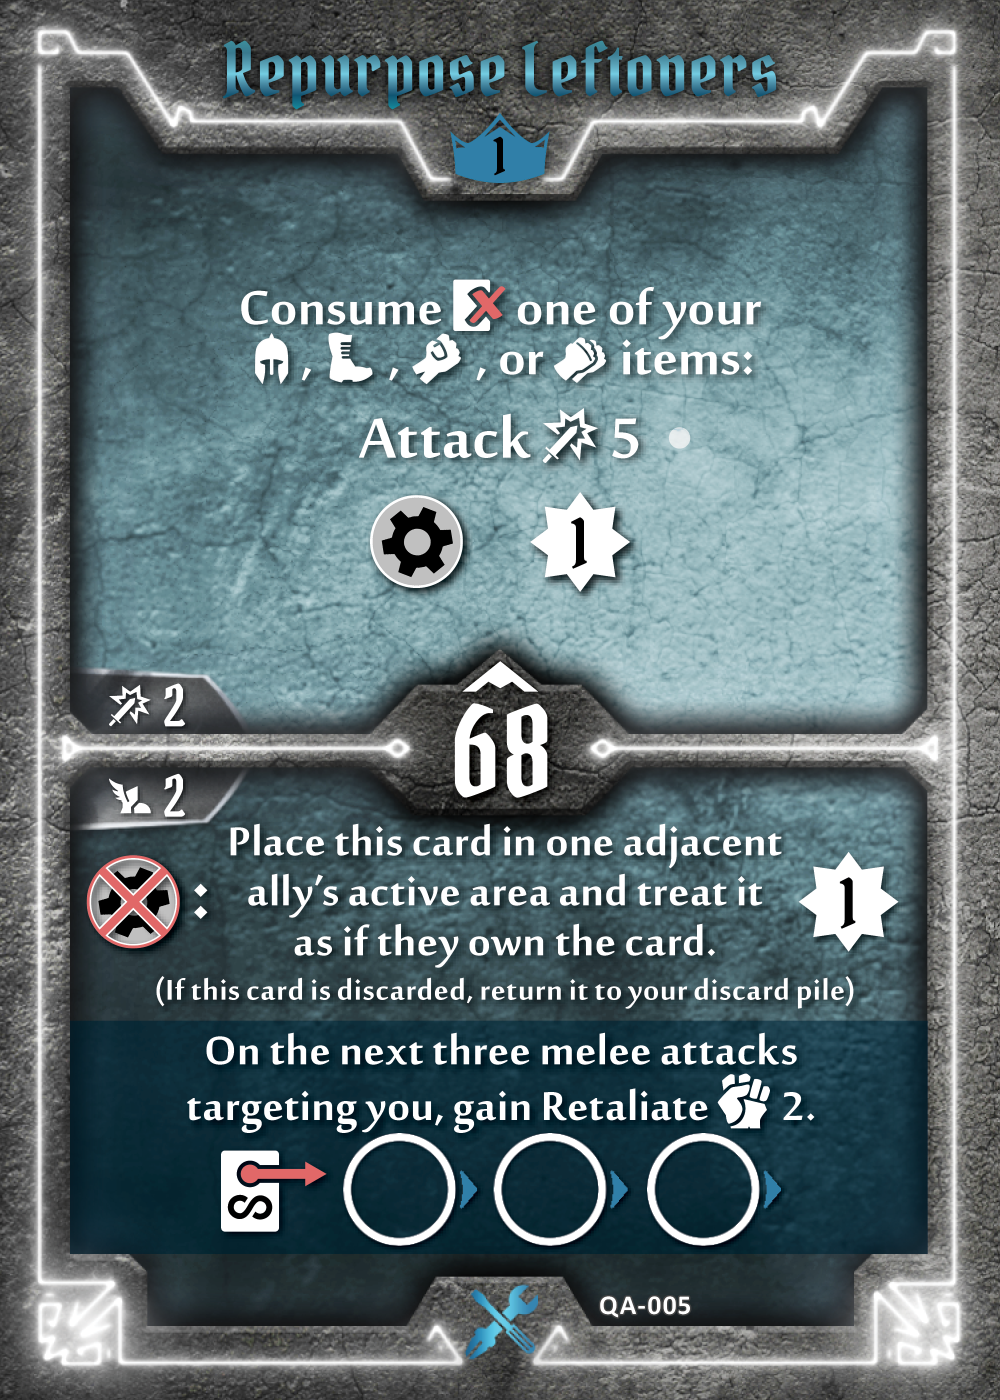 Repurpose Leftovers
1
Consume one of your
, , , or items:
Attack 5
1
2
68
2
: Place this card in one adjacent
ally's active area and treat it
as if they own the card.
1
(If this card is discarded, return it to your discard pile)
On the next three melee attacks
targeting you, gain Retaliate 2.
QA-005